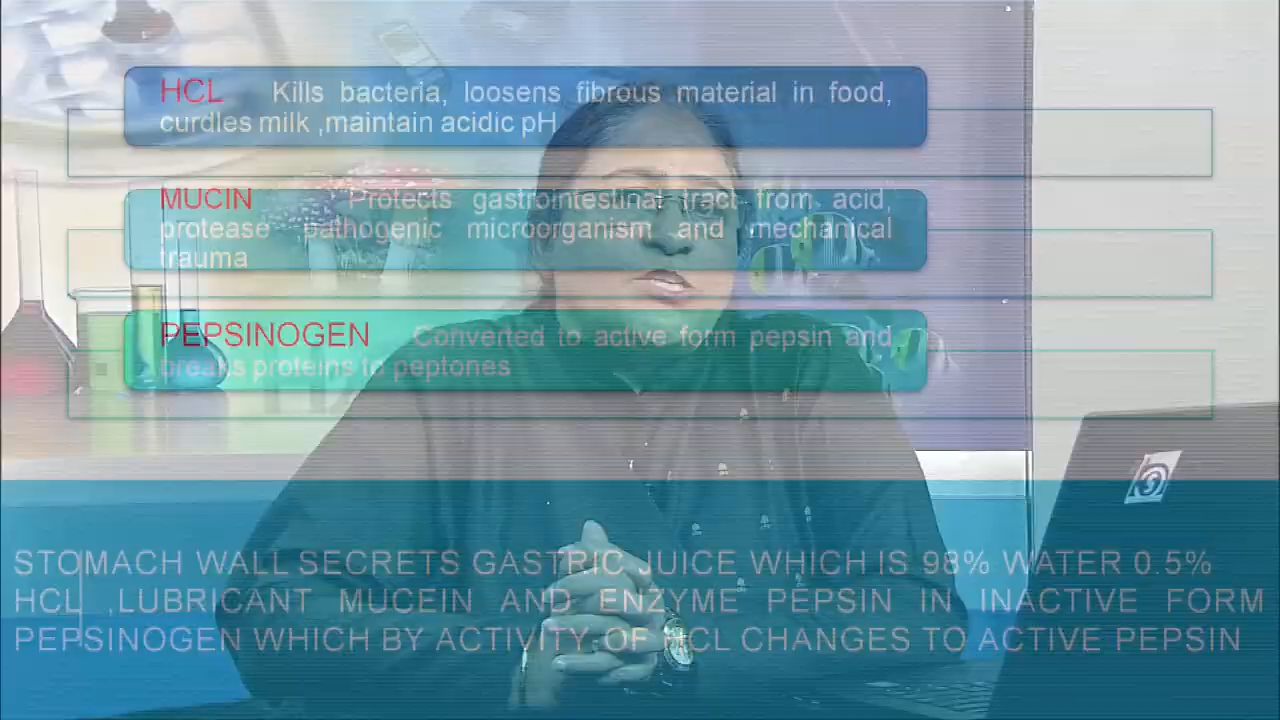 HCL Kills bacteria, loosens fibrous material in food,
curdles milk ,maintain acidic pH
MUCIN Protects gastrointestinal tract from acid,
protease pathogenic microorganism and mechanical
trauma
PEPSINOGEN Converted to active form pepsin and
breaks proteins to peptones
STOMACH WALL SECRETS GASTRIC JUICE WHICH IS 98% WATER 0.5%
HCL ,LUBRICANT MUCEIN AND ENZYME PEPSIN IN INACTIVE FORM
PEPSINOGEN WHICH BY ACTIVITY OF HCL CHANGES TO ACTIVE PEPSIN